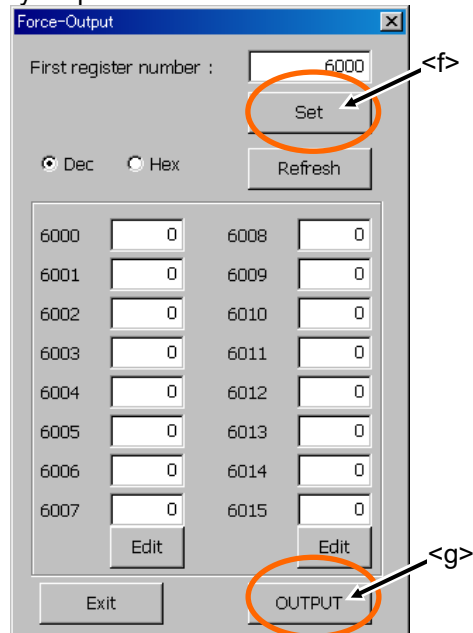 Force-Output
First register number : 6000
<f>
Set
Dec Hex Refresh
6000 0 6008 0
6001 0 6009 0
6002 0 6010 0
6003 0 6011 0
6004 0 6012 0
6005 0 6013 0
6006 0 6014 0
6007 0 6015 0
Edit Edit
<g>
Exit OUTPUT